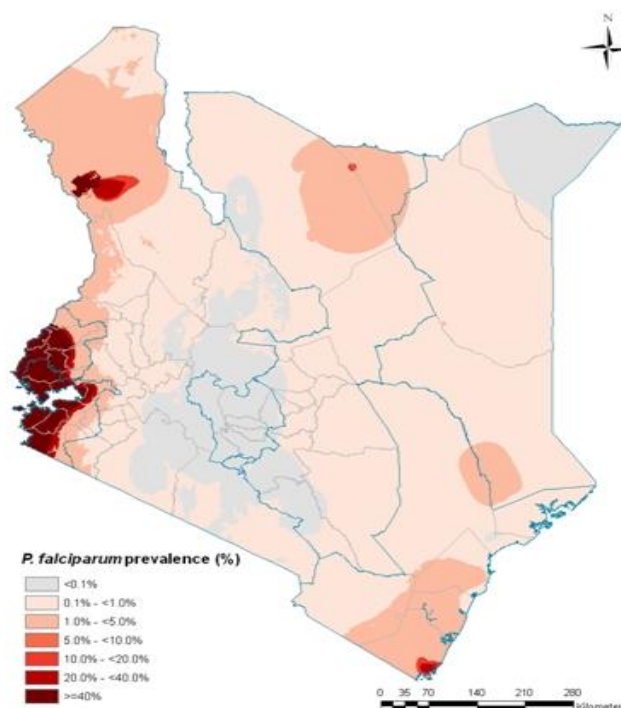 N
P. falciparum prevalence (%)
<0.1%
0.1% - <1.0%
1.0% - <5.0%
5.0% - <10.0%
10.0% - <20.0%
20.0% - <40.0%
>=40%
0 35 70 140 210 280
Kilometer